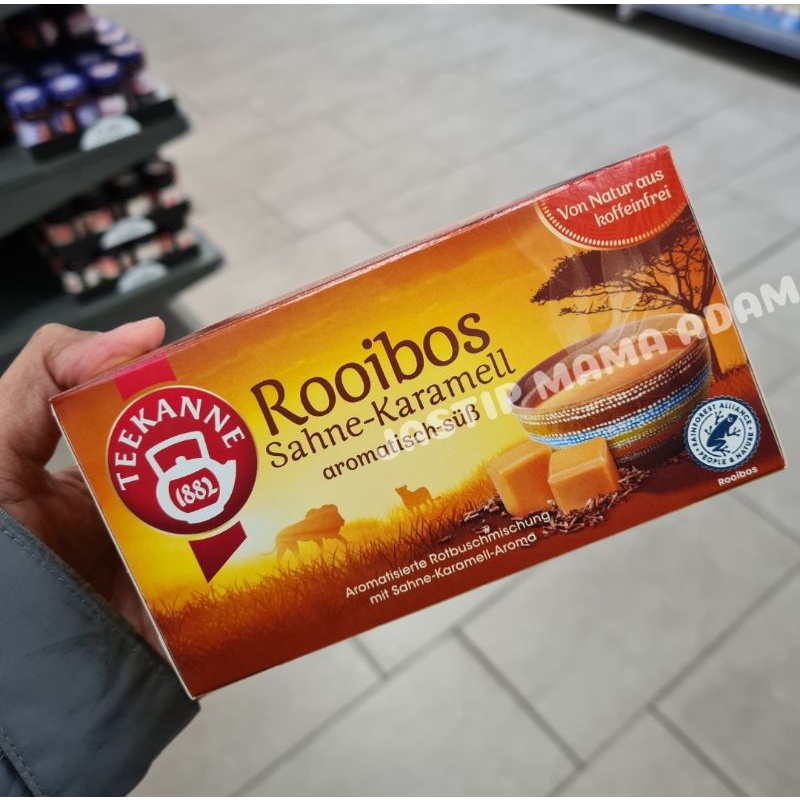 Von Natur aus
koffeinfrei
Rooibos
Sahne-Karamell
aromatisch-süß
TEEKANNE
1882
JASTIP MAMA ADAM
RAINFOREST ALLIANCE
PEOPLE & NATURE
Rooibos
Aromatisierte Rotbuschmischung
mit Sahne-Karamell-Aroma